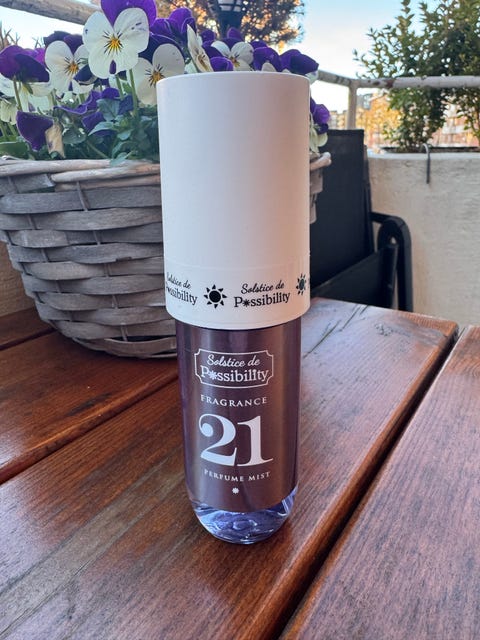 Solstice de
Possibility
Solstice de
Possibility
Solstice de
Possibility
FRAGRANCE
21
PERFUME MIST